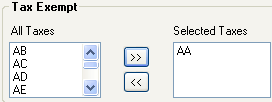 Tax Exempt
All Taxes
Selected Taxes
AB
AC
AD
AE
>>
<<
AA